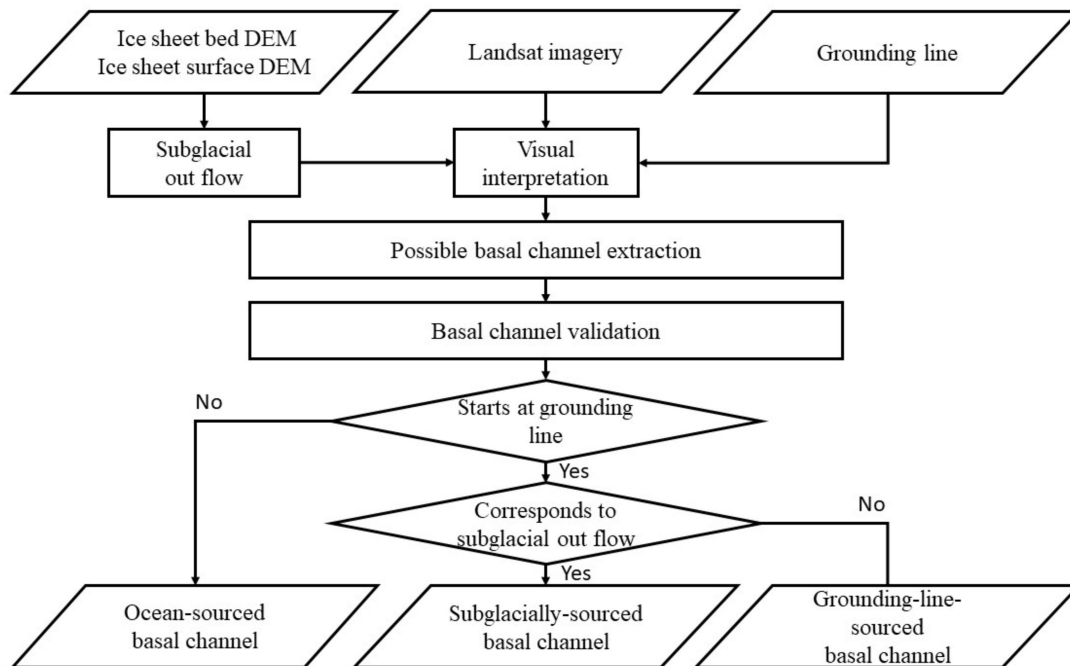 Ice sheet bed DEM
Ice sheet surface DEM
Landsat imagery
Grounding line
Subglacial
out flow
Visual
interpretation
Possible basal channel extraction
Basal channel validation
No
Starts at grounding
line
Yes
No
Corresponds to
subglacial out flow
Yes
Ocean-sourced
basal channel
Subglacially-sourced
basal channel
Grounding-line-
sourced
basal channel